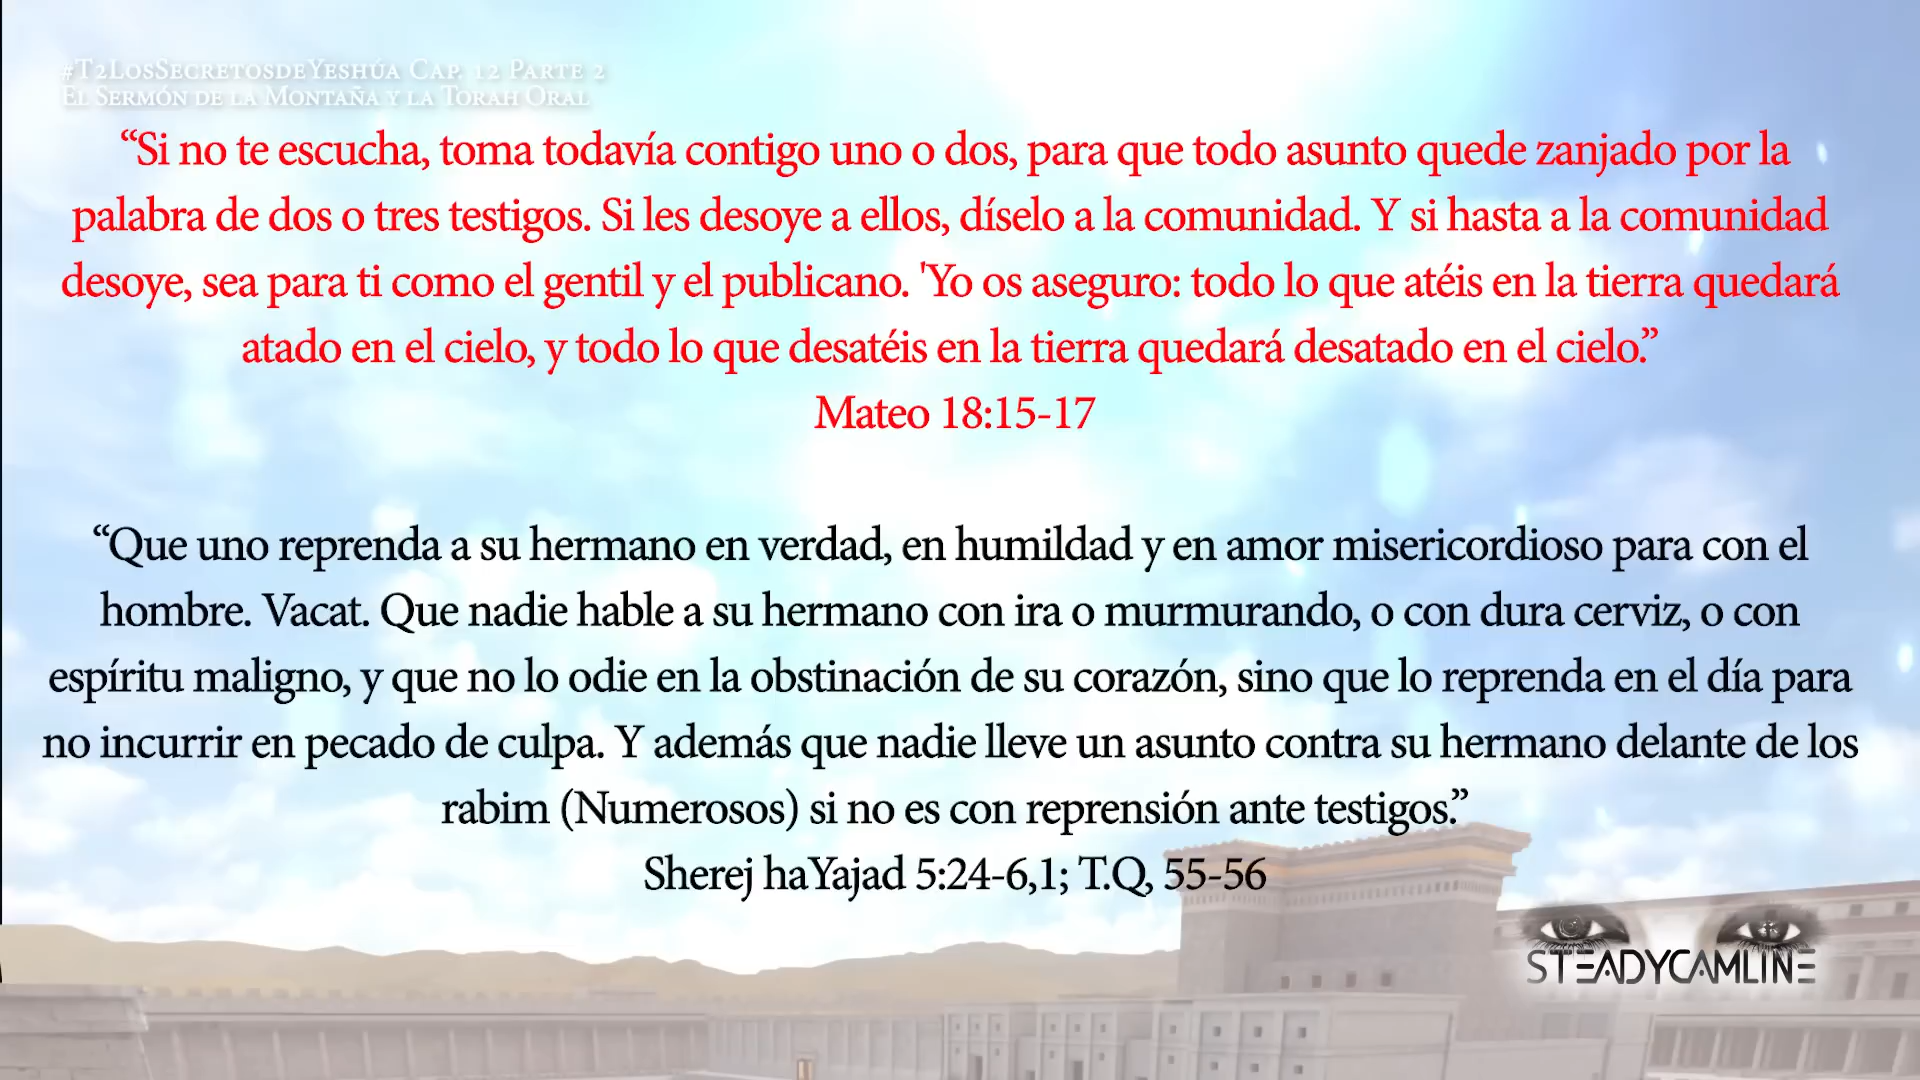 #T2LosSecretosdeYeshúa Cap. 12 Parte 2
El Sermón de la Montaña y la Torah Oral
“Si no te escucha, toma todavía contigo uno o dos, para que todo asunto quede zanjado por la
palabra de dos o tres testigos. Si les desoye a ellos, díselo a la comunidad. Y si hasta a la comunidad
desoye, sea para ti como el gentil y el publicano. 'Yo os aseguro: todo lo que atéis en la tierra quedará
atado en el cielo, y todo lo que desatéis en la tierra quedará desatado en el cielo.”
Mateo 18:15-17
“Que uno reprenda a su hermano en verdad, en humildad y en amor misericordioso para con el
hombre. Vacat. Que nadie hable a su hermano con ira o murmurando, o con dura cerviz, o con
espíritu maligno, y que no lo odie en la obstinación de su corazón, sino que lo reprenda en el día para
no incurrir en pecado de culpa. Y además que nadie lleve un asunto contra su hermano delante de los
rabim (Numerosos) si no es con reprensión ante testigos.”
Sherej haYajad 5:24-6,1; T.Q, 55-56
STEADYCAMLINE